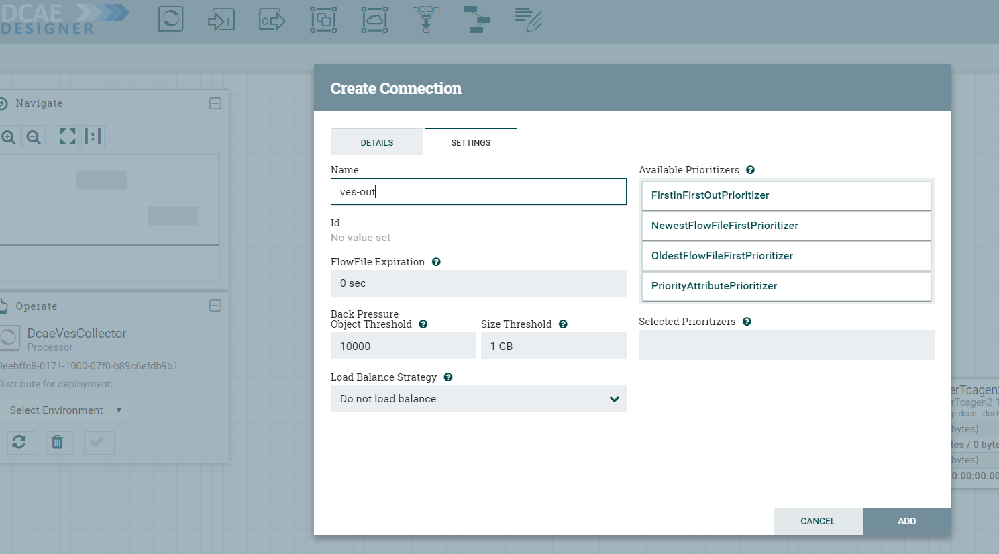 DCAE
DESIGNER
Navigate
Operate
DcaeVesCollector
Processor
0eebffc8-0171-1000-07f0-b89c6efdb9b1
Distribute for deployment:
Select Environment
Create Connection
DETAILS
SETTINGS
Name
ves-out
Id
No value set
FlowFile Expiration
0 sec
Back Pressure
Object Threshold
Size Threshold
10000
1 GB
Load Balance Strategy
Do not load balance
Available Prioritizers
FirstInFirstOutPrioritizer
NewestFlowFileFirstPrioritizer
OldestFlowFileFirstPrioritizer
PriorityAttributePrioritizer
Selected Prioritizers
CANCEL
ADD
erTcagen2
rTcagen2 1
p.dcae - dock
bytes)
tes / 0 byte
bytes)
0:00:00.00